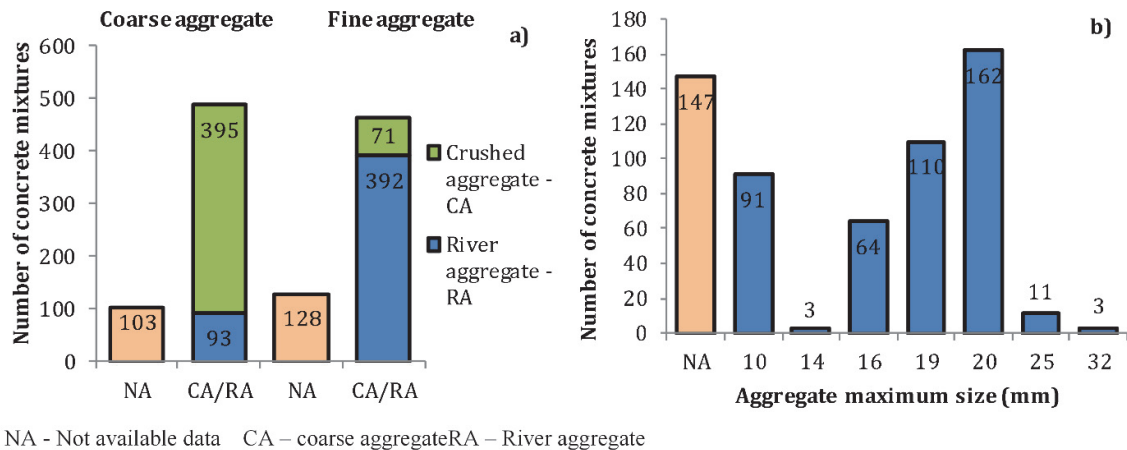 Coarse aggregate Fine aggregate
a)
Number of concrete mixtures
600
500
400
300
200
100
0
103
395
93
128
71
392
NA CA/RA NA CA/RA
Crushed
aggregate -
CA
River
aggregate -
RA
b)
Number of concrete mixtures
180
160
140
120
100
80
60
40
20
0
147
91
3
64
110
162
11
3
NA 10 14 16 19 20 25 32
Aggregate maximum size (mm)
NA - Not available data CA – coarse aggregateRA – River aggregate